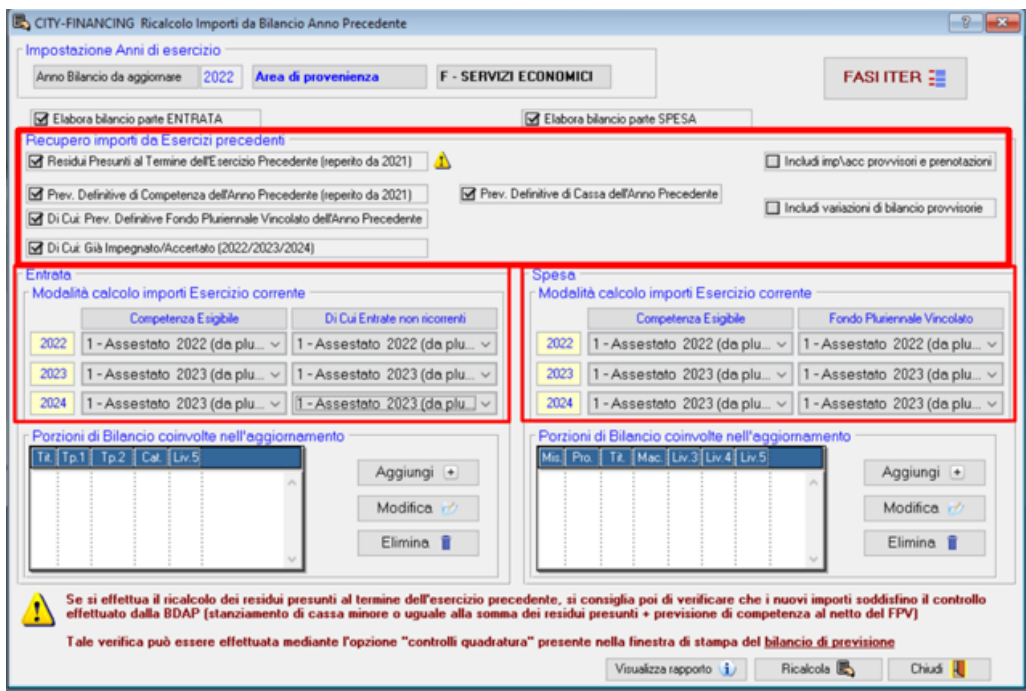 CITY-FINANCING Ricalcolo Importi da Bilancio Anno Precedente
Impostazione Anni di esercizio
Anno Bilancio da aggiornare 2022 Area di provenienza F - SERVIZI ECONOMICI
FASI ITER
Elabora bilancio parte ENTRATA Elabora bilancio parte SPESA
Recupero importi da Esercizi precedenti
Residui Presunti al Termine dell'Esercizio Precedente (reperito da 2021) Includi imp\acc provvisori e prenotazioni
Prev. Definitive di Competenza dell'Anno Precedente (reperito da 2021) Prev. Definitive di Cassa dell'Anno Precedente
Di Cui: Prev. Definitive Fondo Pluriennale Vincolato dell'Anno Precedente Includi variazioni di bilancio provvisorie
Di Cui: Già Impegnato/Accertato (2022/2023/2024)
Entrata Spesa
Modalità calcolo importi Esercizio corrente Modalità calcolo importi Esercizio corrente
Competenza Esigibile Di Cui Entrate non ricorrenti Competenza Esigibile Fondo Pluriennale Vincolato
2022 1 - Assestato 2022 (da plu... 1 - Assestato 2022 (da plu... 2022 1 - Assestato 2022 (da plu... 1 - Assestato 2022 (da plu...
2023 1 - Assestato 2023 (da plu... 1 - Assestato 2023 (da plu... 2023 1 - Assestato 2023 (da plu... 1 - Assestato 2023 (da plu...
2024 1 - Assestato 2023 (da plu... 1 - Assestato 2023 (da plu... 2024 1 - Assestato 2023 (da plu... 1 - Assestato 2023 (da plu...
Porzioni di Bilancio coinvolte nell'aggiornamento Porzioni di Bilancio coinvolte nell'aggiornamento
Tit. Tp.1 Tp.2 Cat. Liv.5 Mis. Pro. Tit. Mac. Liv.3 Liv.4 Liv.5
Aggiungi Aggiungi
Modifica Modifica
Elimina Elimina
Se si effettua il ricalcolo dei residui presunti al termine dell'esercizio precedente, si consiglia poi di verificare che i nuovi importi soddisfino il controllo
effettuato dalla BDAP (stanziamento di cassa minore o uguale alla somma dei residui presunti + previsione di competenza al netto del FPV)
Tale verifica può essere effettuata mediante l'opzione "controlli quadratura" presente nella finestra di stampa del bilancio di previsione
Visualizza rapporto Ricalcola Chiudi